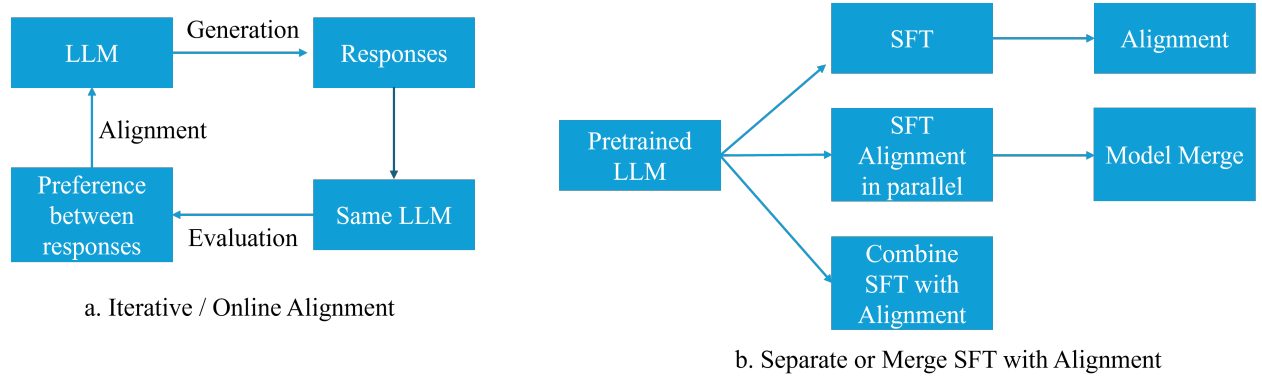 LLM
Generation
Responses
Alignment
Preference
between
responses
Evaluation
Same LLM
a. Iterative / Online Alignment
Pretrained
LLM
SFT
Alignment
SFT
Alignment
in parallel
Model Merge
Combine
SFT with
Alignment
b. Separate or Merge SFT with Alignment